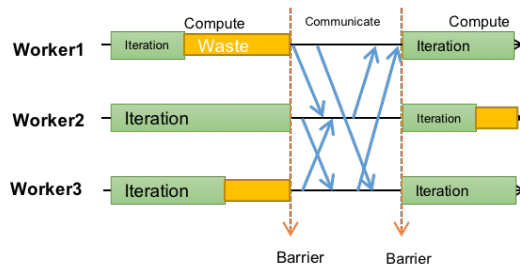 Compute Communicate Compute
Worker1 Iteration Waste Iteration
Worker2 Iteration Iteration
Worker3 Iteration Iteration
Barrier Barrier